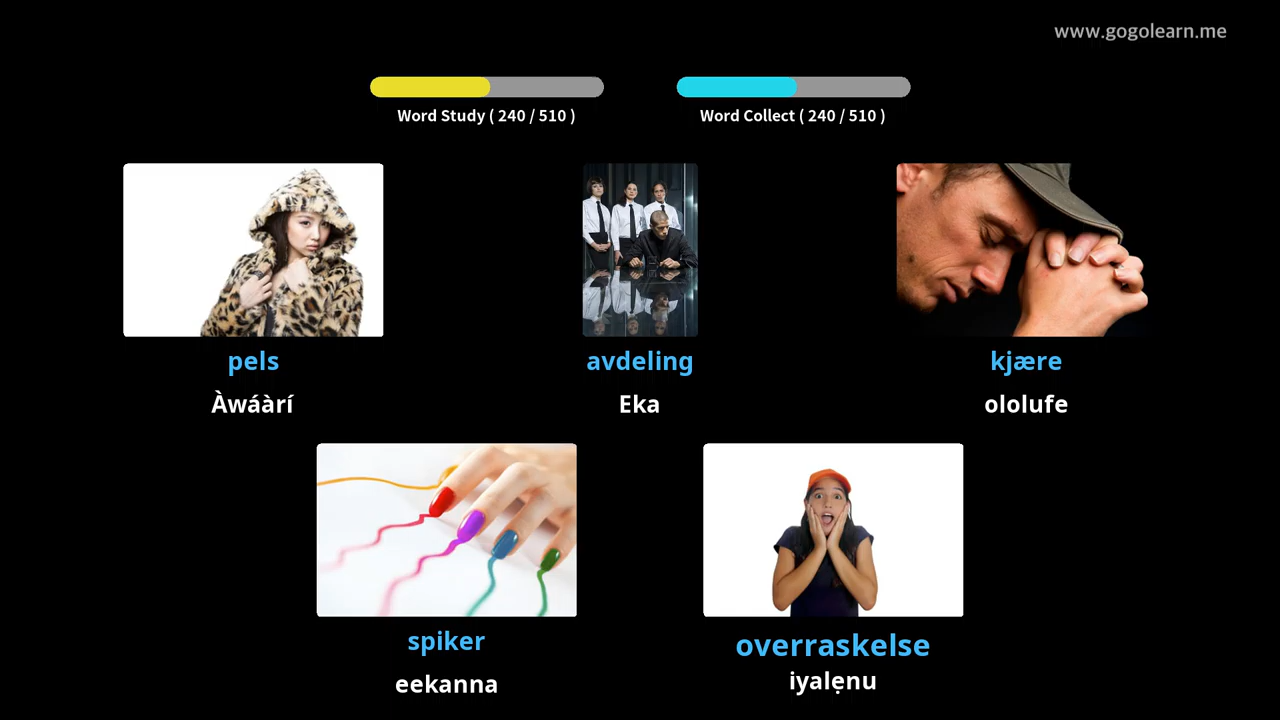 www.gogolearn.me
Word Study ( 240 / 510 )
Word Collect ( 240 / 510 )
pels
avdeling
kjære
Àwáàrí
Eka
ololufe
spiker
overraskelse
eekanna
iyalẹnu